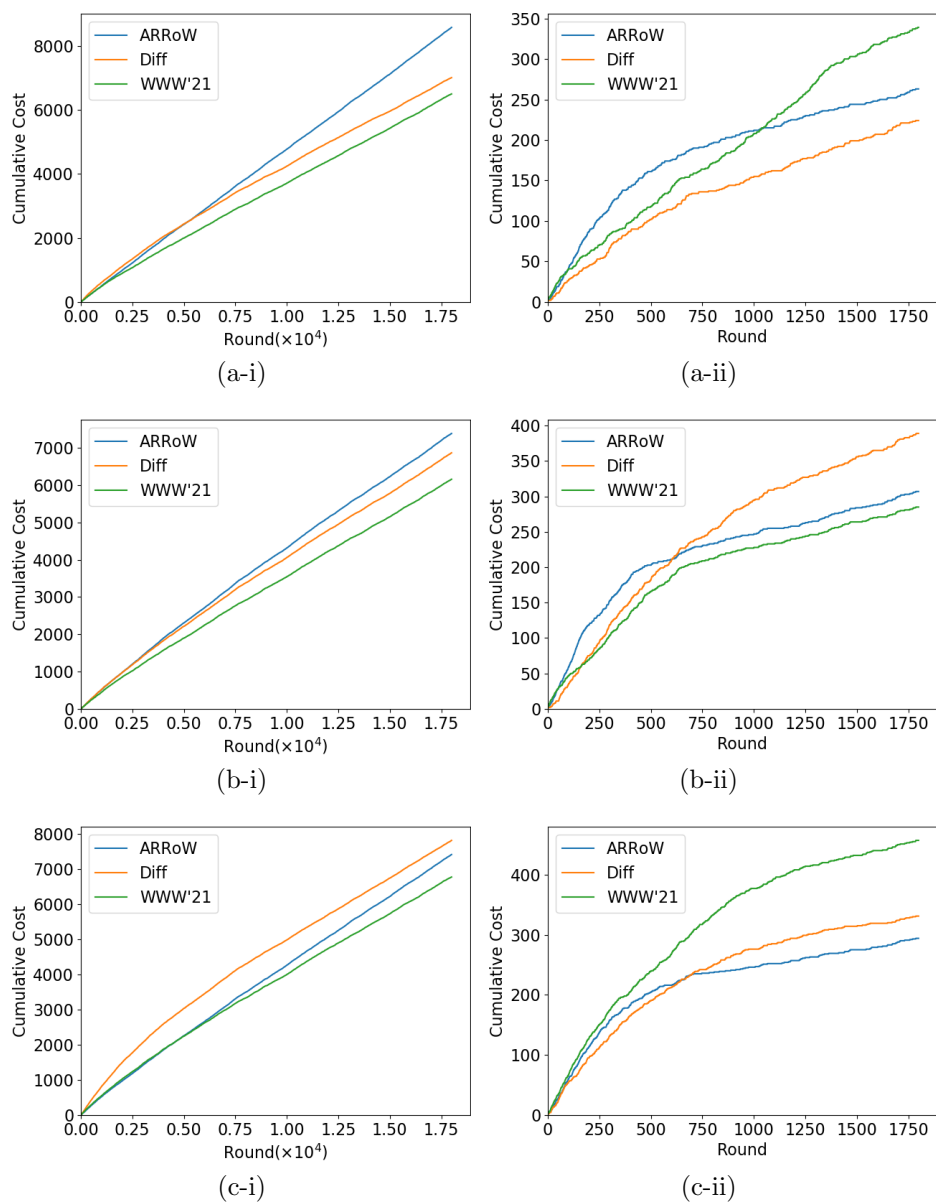 ARRoW
Diff
WWW'21
Cumulative Cost
8000
6000
4000
2000
0
0.00 0.25 0.50 0.75 1.00 1.25 1.50 1.75
Round(×10⁴)
(a-i)
ARRoW
Diff
WWW'21
Cumulative Cost
350
300
250
200
150
100
50
0
0 250 500 750 1000 1250 1500 1750
Round
(a-ii)
ARRoW
Diff
WWW'21
Cumulative Cost
7000
6000
5000
4000
3000
2000
1000
0
0.00 0.25 0.50 0.75 1.00 1.25 1.50 1.75
Round(×10⁴)
(b-i)
ARRoW
Diff
WWW'21
Cumulative Cost
400
350
300
250
200
150
100
50
0
0 250 500 750 1000 1250 1500 1750
Round
(b-ii)
ARRoW
Diff
WWW'21
Cumulative Cost
8000
7000
6000
5000
4000
3000
2000
1000
0
0.00 0.25 0.50 0.75 1.00 1.25 1.50 1.75
Round(×10⁴)
(c-i)
ARRoW
Diff
WWW'21
Cumulative Cost
400
300
200
100
0
0 250 500 750 1000 1250 1500 1750
Round
(c-ii)